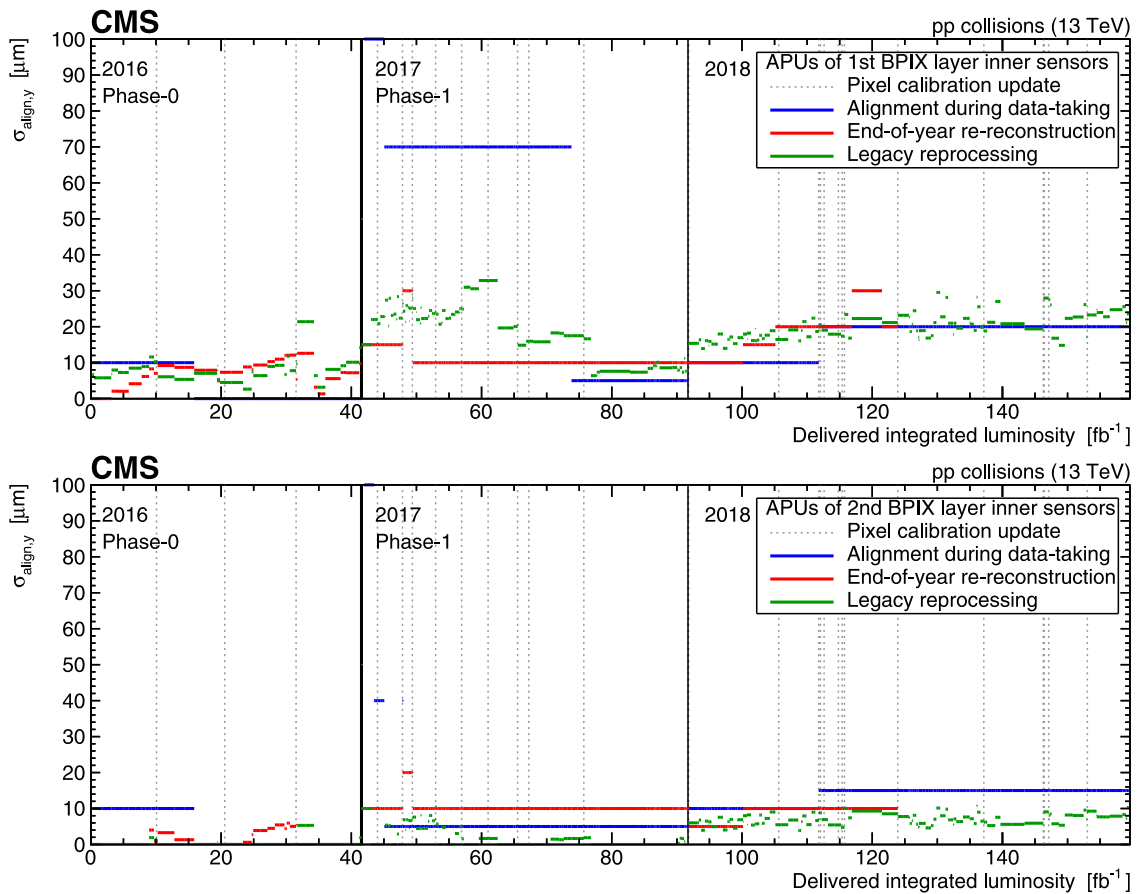 CMS
pp collisions (13 TeV)
σalign,y [μm]
100
90
80
70
60
50
40
30
20
10
0
2016
Phase-0
2017
Phase-1
2018
APUs of 1st BPIX layer inner sensors
Pixel calibration update
Alignment during data-taking
End-of-year re-reconstruction
Legacy reprocessing
0 20 40 60 80 100 120 140
Delivered integrated luminosity [fb⁻¹]
CMS
pp collisions (13 TeV)
σalign,y [μm]
100
90
80
70
60
50
40
30
20
10
0
2016
Phase-0
2017
Phase-1
2018
APUs of 2nd BPIX layer inner sensors
Pixel calibration update
Alignment during data-taking
End-of-year re-reconstruction
Legacy reprocessing
0 20 40 60 80 100 120 140
Delivered integrated luminosity [fb⁻¹]